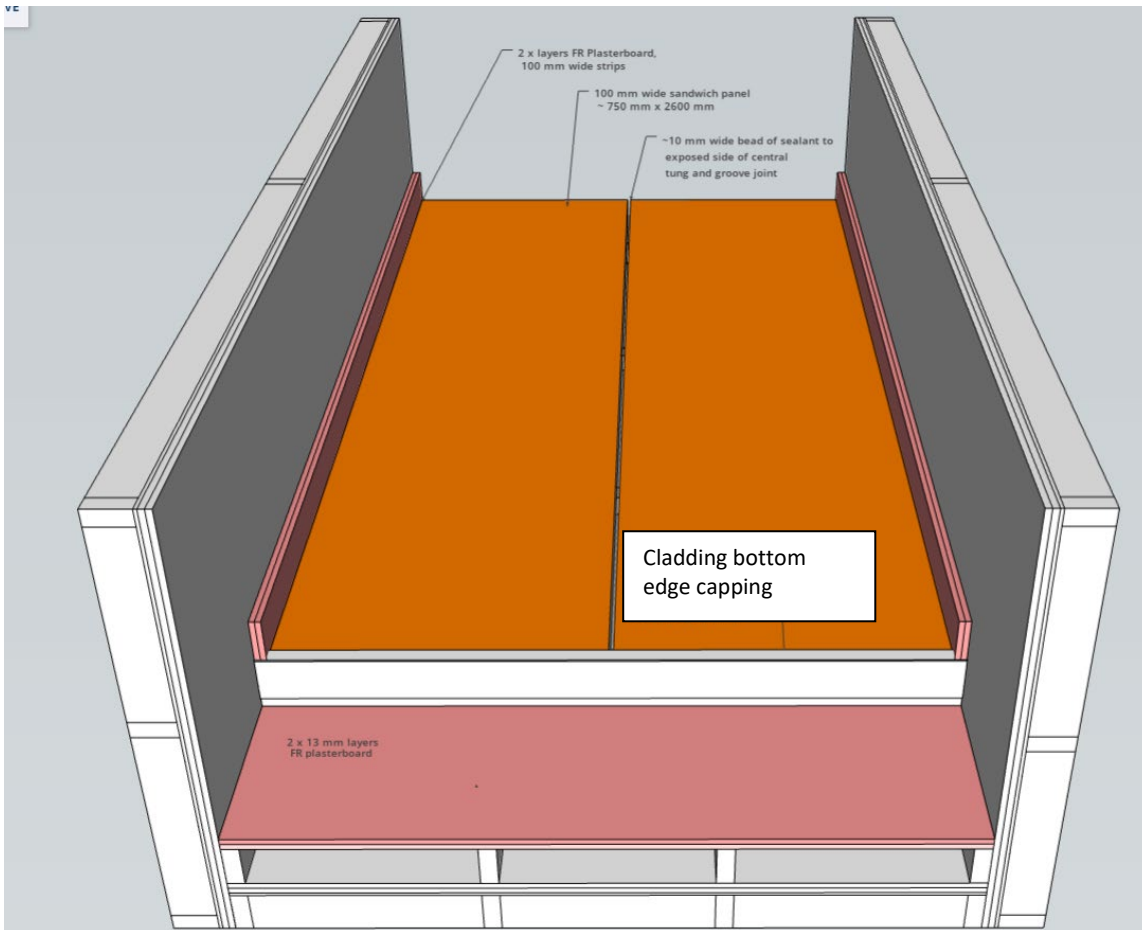 VE
2 x layers FR Plasterboard,
100 mm wide strips
100 mm wide sandwich panel
~ 750 mm x 2600 mm
~10 mm wide bead of sealant to
exposed side of central
tung and groove joint
Cladding bottom
edge capping
2 x 13 mm layers
FR plasterboard